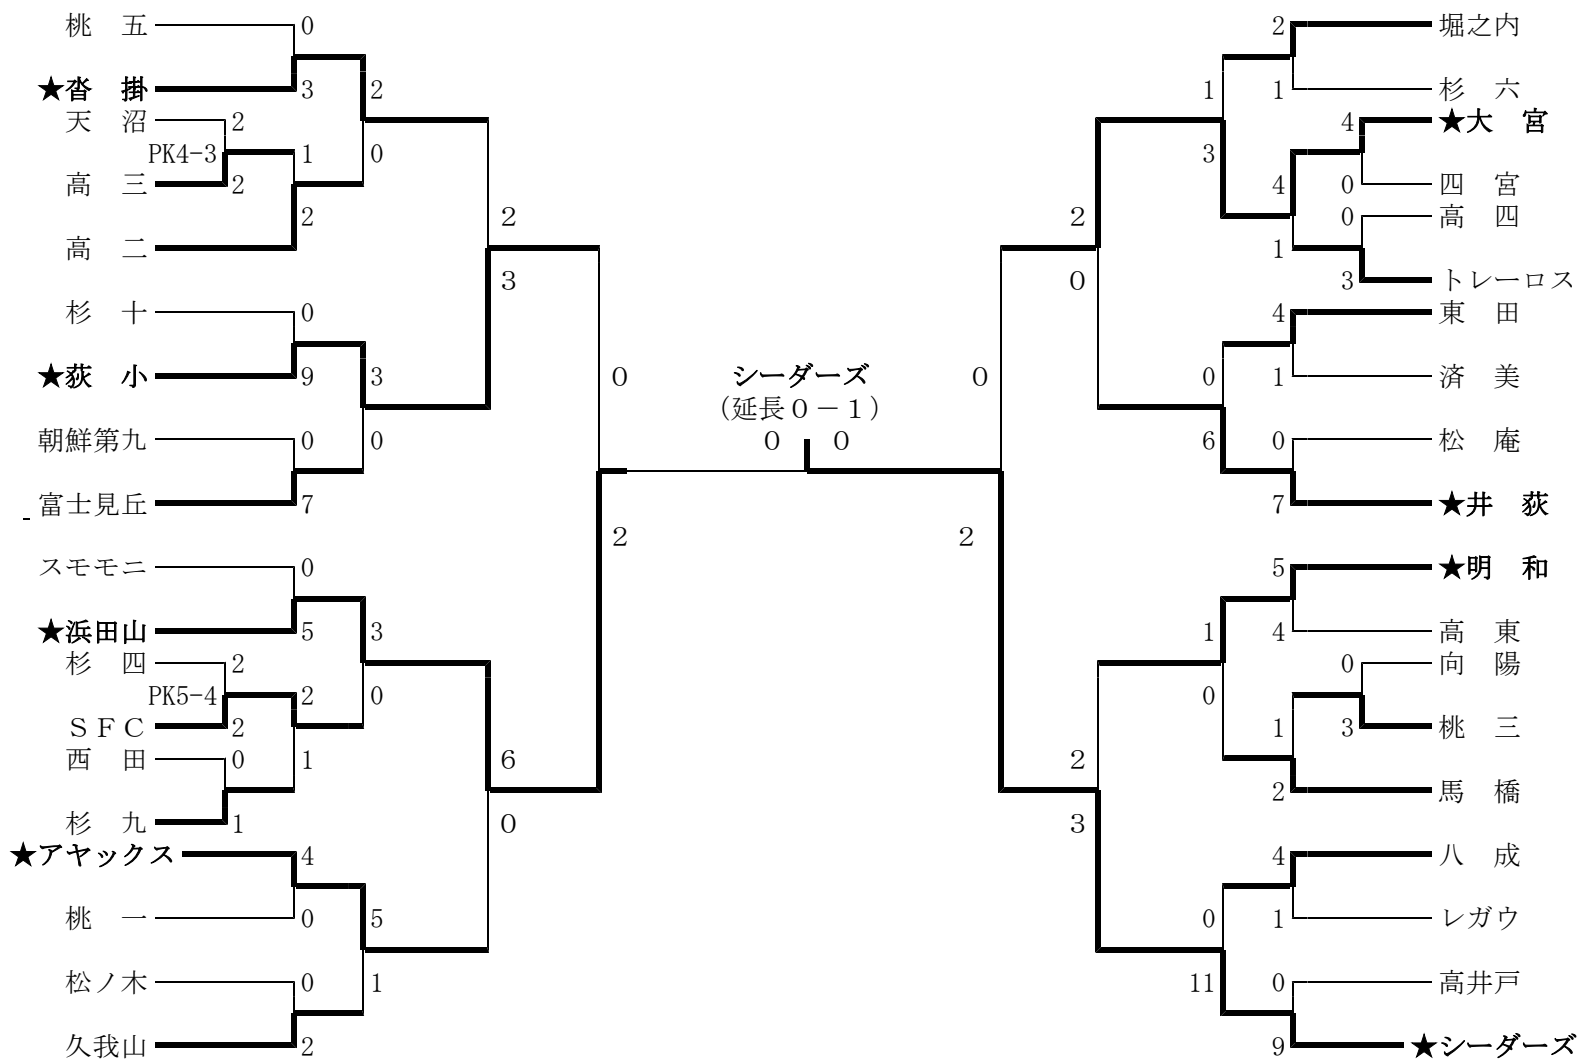 桃　五
0
★沓　掛
3
2
天　沼
2
PK4-3
1
0
高　三
2
2
高　二
2
3
杉　十
0
★荻　小
9
3
朝鮮第九
0
0
富士見丘
7
0
2
スモモニ
0
★浜田山
5
3
杉　四
2
PK5-4
2
0
ＳＦＣ
2
西　田
0
1
6
杉　九
1
0
★アヤックス
4
桃　一
0
5
松ノ木
0
1
久我山
2
シーダーズ
（延長０－１）
0　0
2
堀之内
1
1
杉　六
4
★大　宮
3
4
0
四　宮
2
0
高　四
0
1
3
トレーロス
4
東　田
0
0
1
済　美
6
0
松　庵
7
★井　荻
2
5
★明　和
1
4
高　東
0
0
向　陽
1
3
桃　三
2
2
馬　橋
3
4
八　成
0
1
レガウ
11
0
高井戸
9
★シーダーズ